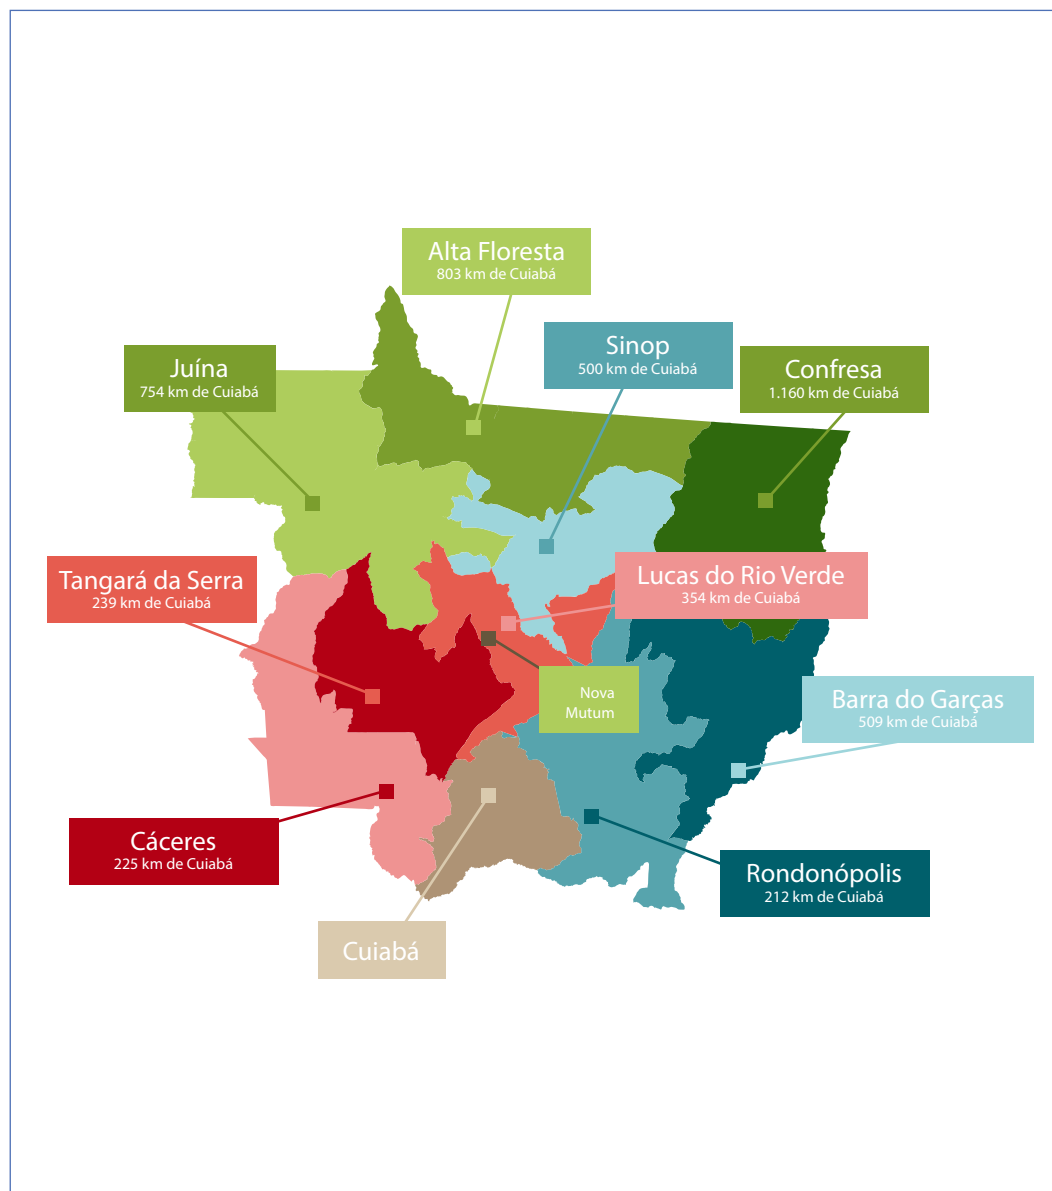 Alta Floresta
803 km de Cuiabá
Sinop
500 km de Cuiabá
Juína
754 km de Cuiabá
Confresa
1.160 km de Cuiabá
Tangará da Serra
239 km de Cuiabá
Lucas do Rio Verde
354 km de Cuiabá
Nova
Mutum
Barra do Garças
509 km de Cuiabá
Cáceres
225 km de Cuiabá
Rondonópolis
212 km de Cuiabá
Cuiabá